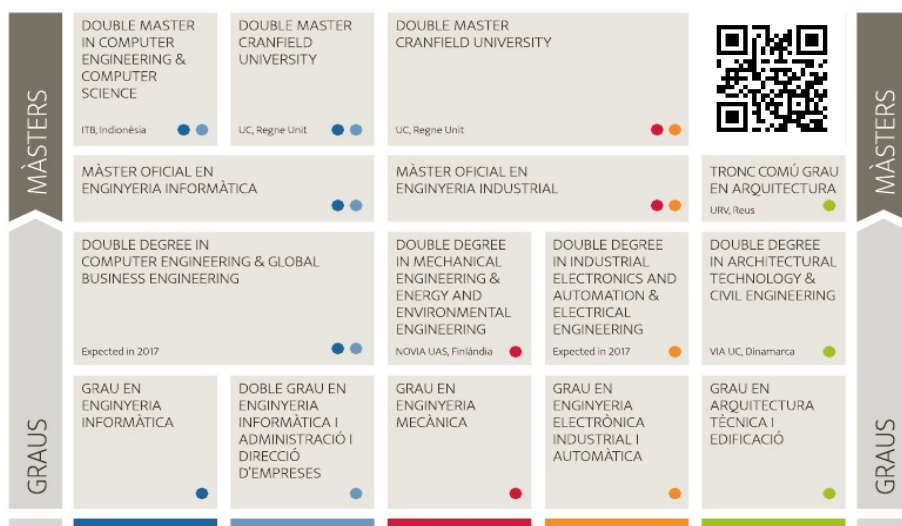 MÀSTERS
DOUBLE MASTER
IN COMPUTER
ENGINEERING &
COMPUTER
SCIENCE
ITB, Indionèsia
DOUBLE MASTER
CRANFIELD
UNIVERSITY
UC, Regne Unit
DOUBLE MASTER
CRANFIELD UNIVERSITY
UC, Regne Unit
MÀSTERS
MÀSTER OFICIAL EN
ENGINYERIA INFORMÀTICA
MÀSTER OFICIAL EN
ENGINYERIA INDUSTRIAL
TRONC COMÚ GRAU
EN ARQUITECTURA
URV, Reus
DOUBLE DEGREE IN
COMPUTER ENGINEERING & GLOBAL
BUSINESS ENGINEERING
Expected in 2017
DOUBLE DEGREE
IN MECHANICAL
ENGINEERING &
ENERGY AND
ENVIRONMENTAL
ENGINEERING
NOVIA UAS, Finlándia
DOUBLE DEGREE
IN INDUSTRIAL
ELECTRONICS AND
AUTOMATION &
ELECTRICAL
ENGINEERING
Expected in 2017
DOUBLE DEGREE
IN ARCHITECTURAL
TECHNOLOGY &
CIVIL ENGINEERING
VIA UC, Dinamarca
GRAUS
GRAU EN
ENGINYERIA
INFORMÀTICA
DOBLE GRAU EN
ENGINYERIA
INFORMÀTICA I
ADMINISTRACIÓ I
DIRECCIÓ
D'EMPRESES
GRAU EN
ENGINYERIA
MECÀNICA
GRAU EN
ENGINYERIA
ELECTRÒNICA
INDUSTRIAL I
AUTOMÀTICA
GRAU EN
ARQUITECTURA
TÈCNICA I
EDIFICACIÓ
GRAUS